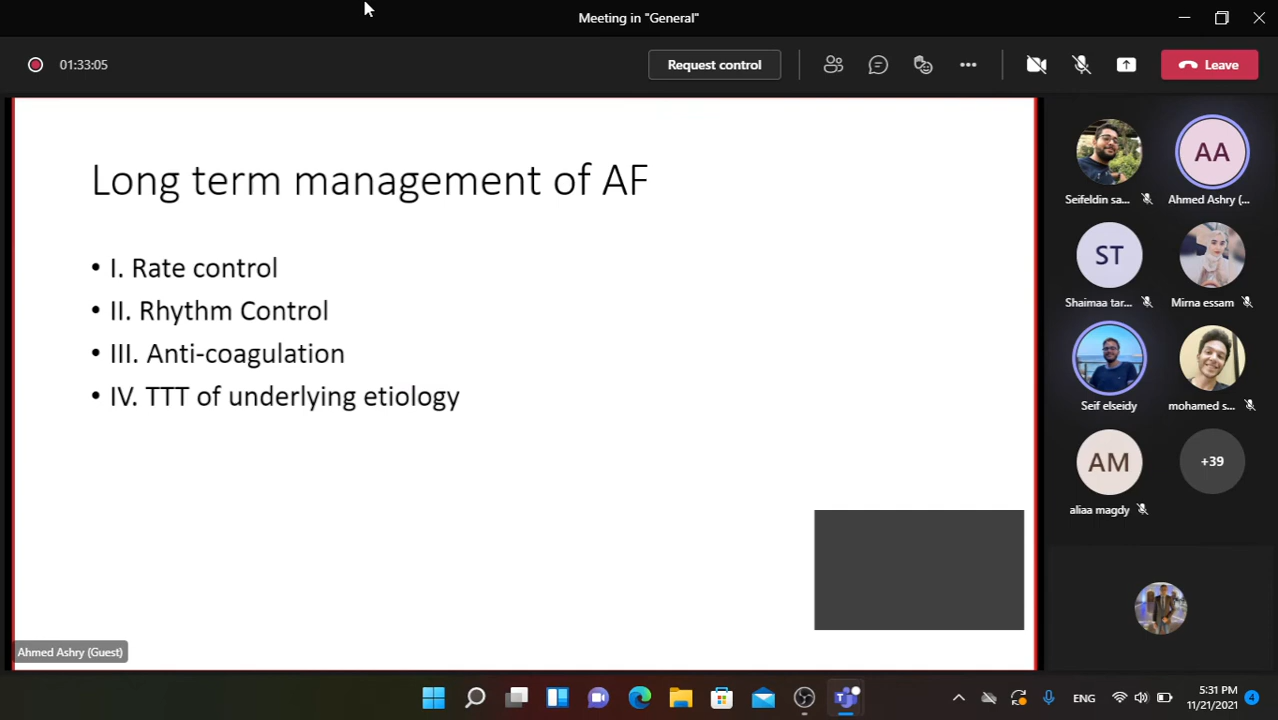 Meeting in "General"
01:33:05
Request control
Leave
Long term management of AF
• I. Rate control
• II. Rhythm Control
• III. Anti-coagulation
• IV. TTT of underlying etiology
Ahmed Ashry (Guest)
Seifeldin sa...
AA
Ahmed Ashry (...
ST
Shaimaa tar...
Mirna essam
Seif elseidy
mohamed s...
AM
aliaa magdy
+39
ENG
5:31 PM
11/21/2021
4